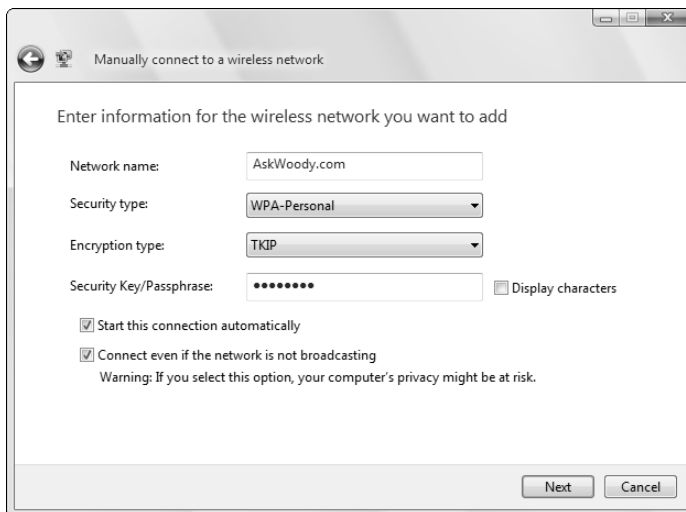 Manually connect to a wireless network
Enter information for the wireless network you want to add
Network name: AskWoody.com
Security type: WPA-Personal
Encryption type: TKIP
Security Key/Passphrase: •••••••• Display characters
Start this connection automatically
Connect even if the network is not broadcasting
Warning: If you select this option, your computer's privacy might be at risk.
Next Cancel